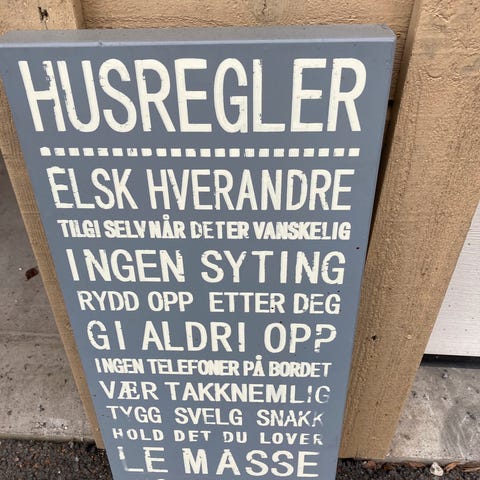 HUSREGLER
ELSK HVERANDRE
TILGI SELV NÅR DET ER VANSKELIG
INGEN SYTING
RYDD OPP ETTER DEG
GI ALDRI OPP
INGEN TELEFONER PÅ BORDET
VÆR TAKKNEMLIG
TYGG SVELG SNAKK
HOLD DET DU LOVER
LE MASSE